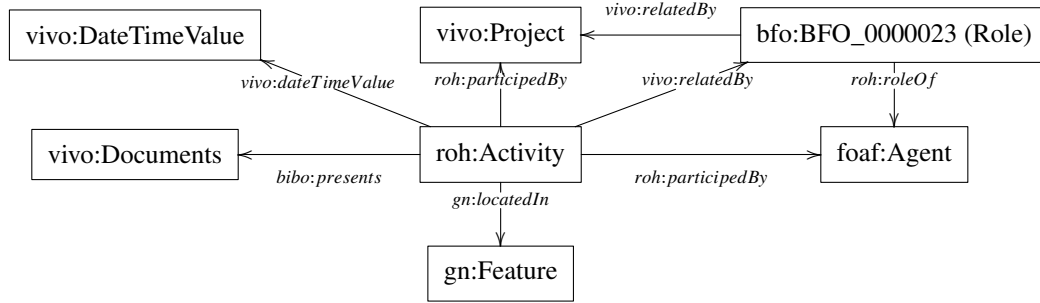 vivo:relatedBy
vivo:DateTimeValue
vivo:Project
bfo:BFO_0000023 (Role)
vivo:dateTimeValue
roh:participedBy
vivo:relatedBy
roh:roleOf
vivo:Documents
roh:Activity
foaf:Agent
bibo:presents
roh:participedBy
gn:locatedIn
gn:Feature